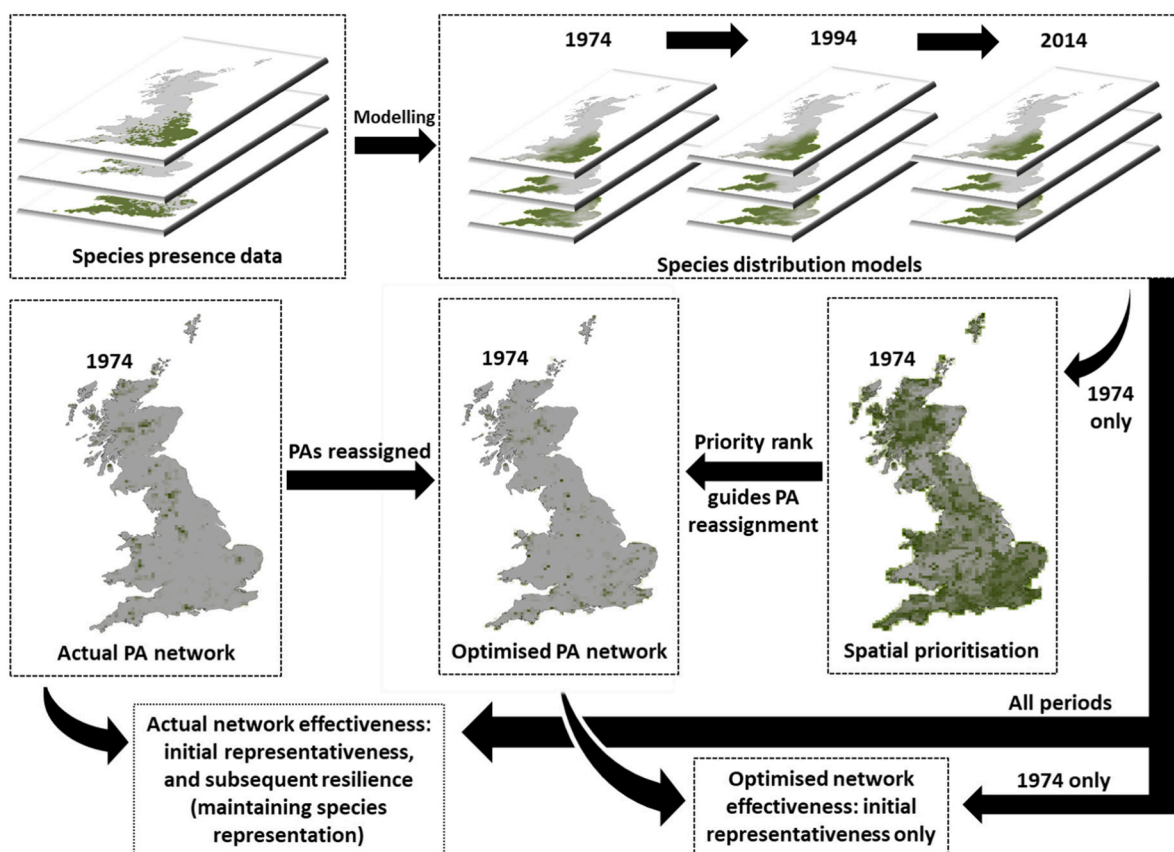 1974
1994
2014
Modelling
Species presence data
Species distribution models
1974
1974
1974
1974
only
PAs reassigned
Priority rank
guides PA
reassignment
Actual PA network
Optimised PA network
Spatial prioritisation
All periods
Actual network effectiveness:
initial representativeness,
and subsequent resilience
(maintaining species
representation)
1974 only
Optimised network
effectiveness: initial
representativeness only